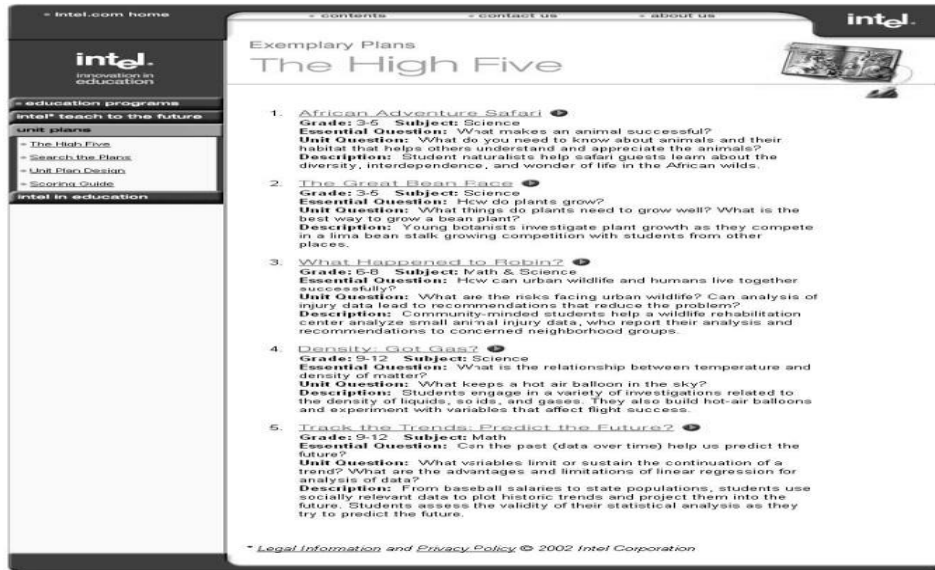 » intel.com home
» contents
» contact us
» about us
intel.
intel.
innovation in
education
» education programs
intel® teach to the future
unit plans
» The High Five
» Search the Plans
» Unit Plan Design
» Scoring Guide
intel in education
Exemplary Plans
The High Five
1. African Adventure Safari
Grade: 3-5 Subject: Science
Essential Question: What makes an animal successful?
Unit Question: What do you need to know about animals and their
habitat that helps others understand and appreciate the animals?
Description: Student naturalists help safari guests learn about the
diversity, interdependence, and wonder of life in the African wilds.
2. The Great Bean Race
Grade: 3-5 Subject: Science
Essential Question: How do plants grow?
Unit Question: What things do plants need to grow well? What is the
best way to grow a bean plant?
Description: Young botanists investigate plant growth as they compete
in a lima bean stalk growing competition with students from other
places.
3. What Happened to Robin?
Grade: 6-8 Subject: Math & Science
Essential Question: How can urban wildlife and humans live together
successfully?
Unit Question: What are the risks facing urban wildlife? Can analysis of
injury data lead to recommendations that reduce the problem?
Description: Community-minded students help a wildlife rehabilitation
center analyze small animal injury data, who report their analysis and
recommendations to concerned neighborhood groups.
4. Density: Got Gas?
Grade: 9-12 Subject: Science
Essential Question: What is the relationship between temperature and
density of matter?
Unit Question: What keeps a hot air balloon in the sky?
Description: Students engage in a variety of investigations related to
the density of liquids, solids, and gases. They also build hot-air balloons
and experiment with variables that affect flight success.
5. Track the Trends: Predict the Future?
Grade: 9-12 Subject: Math
Essential Question: Can the past (data over time) help us predict the
future?
Unit Question: What variables limit or sustain the continuation of a
trend? What are the advantages and limitations of linear regression for
analysis of data?
Description: From baseball salaries to state populations, students use
socially relevant data to plot historic trends and project them into the
future. Students assess the validity of their statistical analysis as they
try to predict the future.
* Legal Information and Privacy Policy © 2002 Intel Corporation